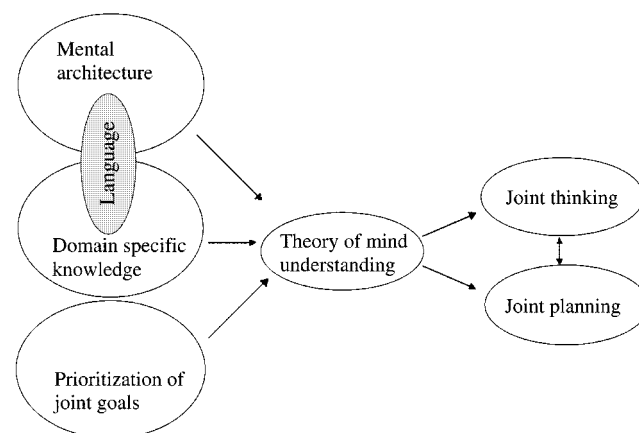 Mental
architecture
Language
Domain specific
knowledge
Prioritization of
joint goals
Theory of mind
understanding
Joint thinking
Joint planning